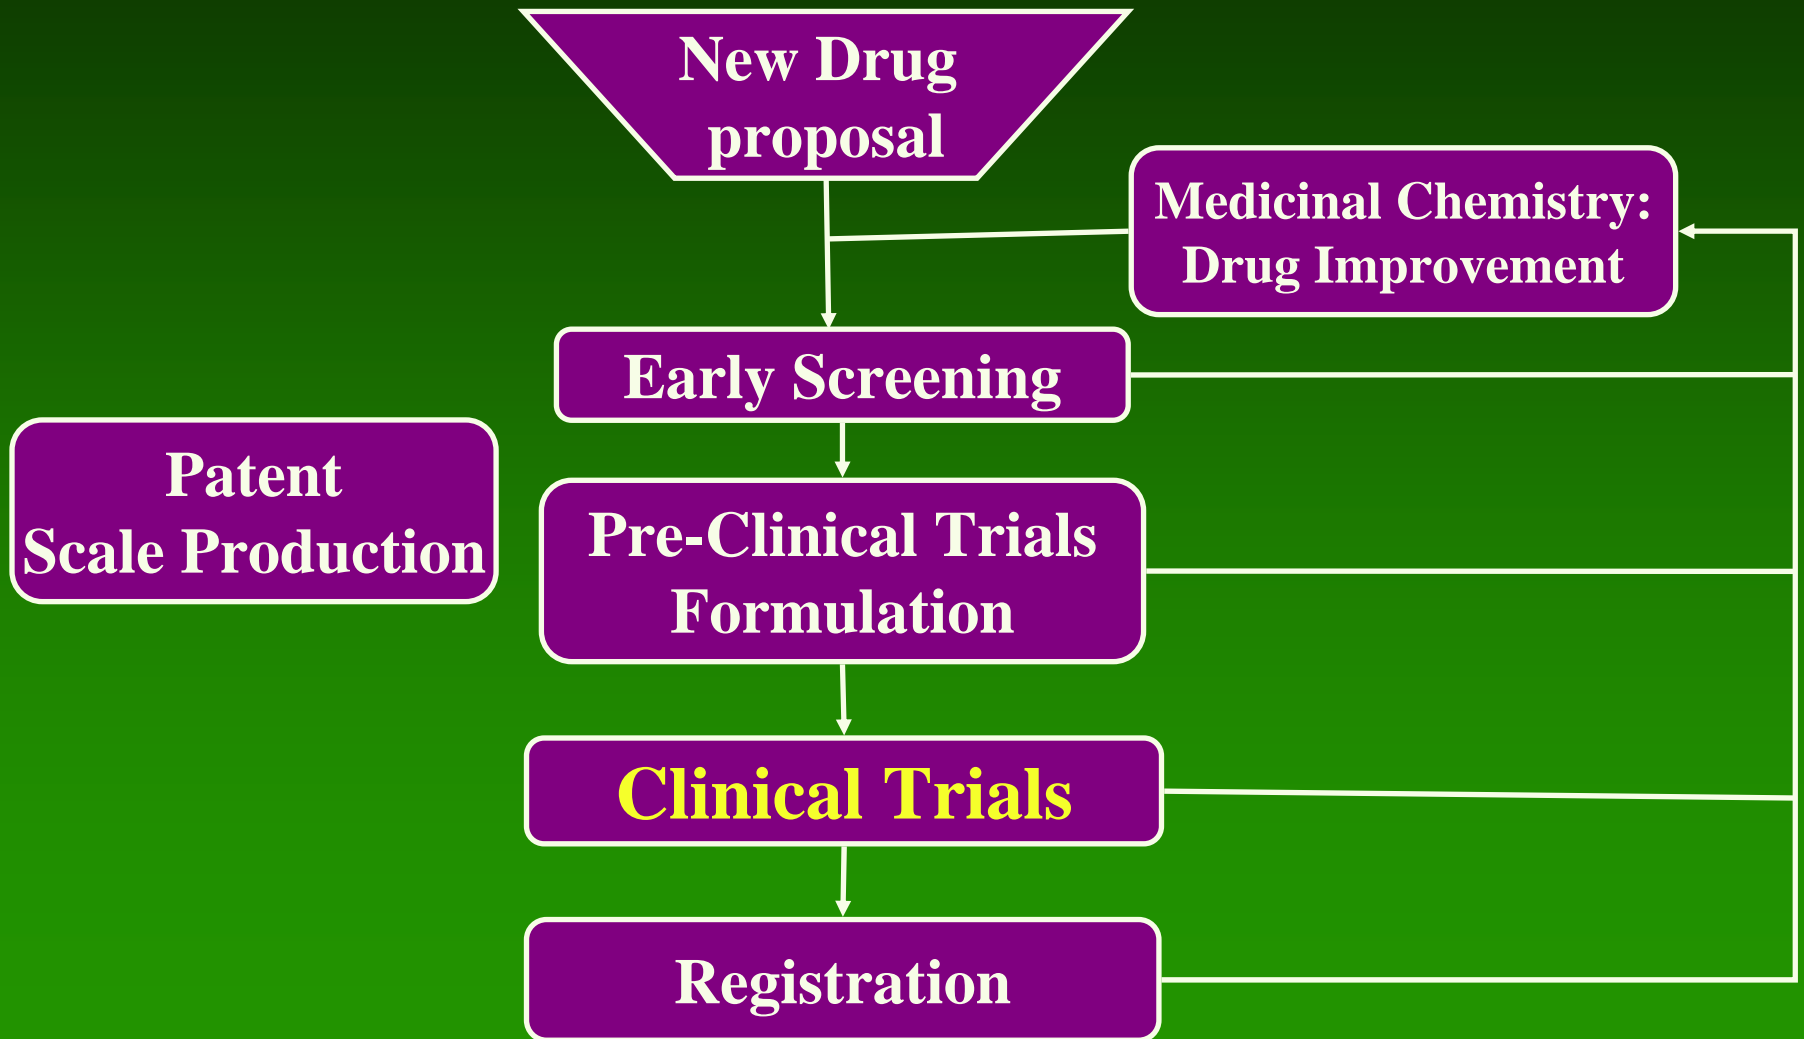 New Drug
proposal
Medicinal Chemistry:
Drug Improvement
Early Screening
Patent
Scale Production
Pre-Clinical Trials
Formulation
Clinical Trials
Registration